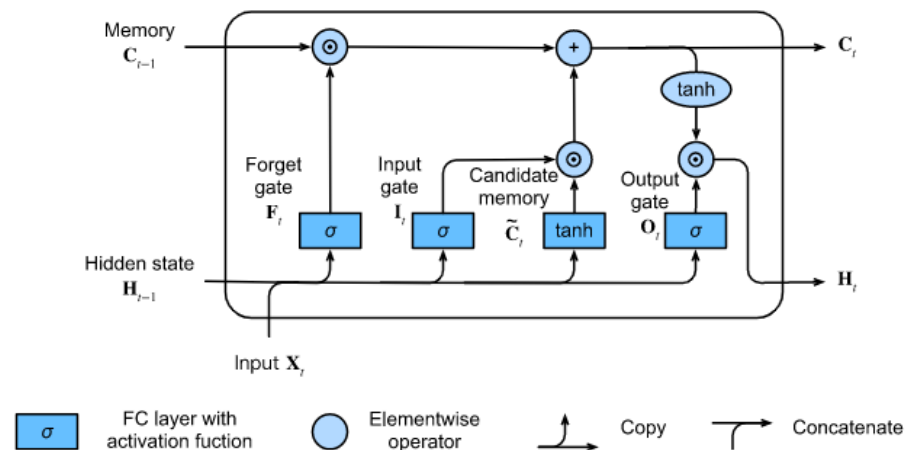 Memory
C_{t-1}
C_t
tanh
Forget
gate
F_t
Input
gate
I_t
Candidate
memory
C̃_t
Output
gate
O_t
σ
σ
tanh
σ
Hidden state
H_{t-1}
H_t
Input X_t
σ
FC layer with
activation fuction
Elementwise
operator
Copy
Concatenate